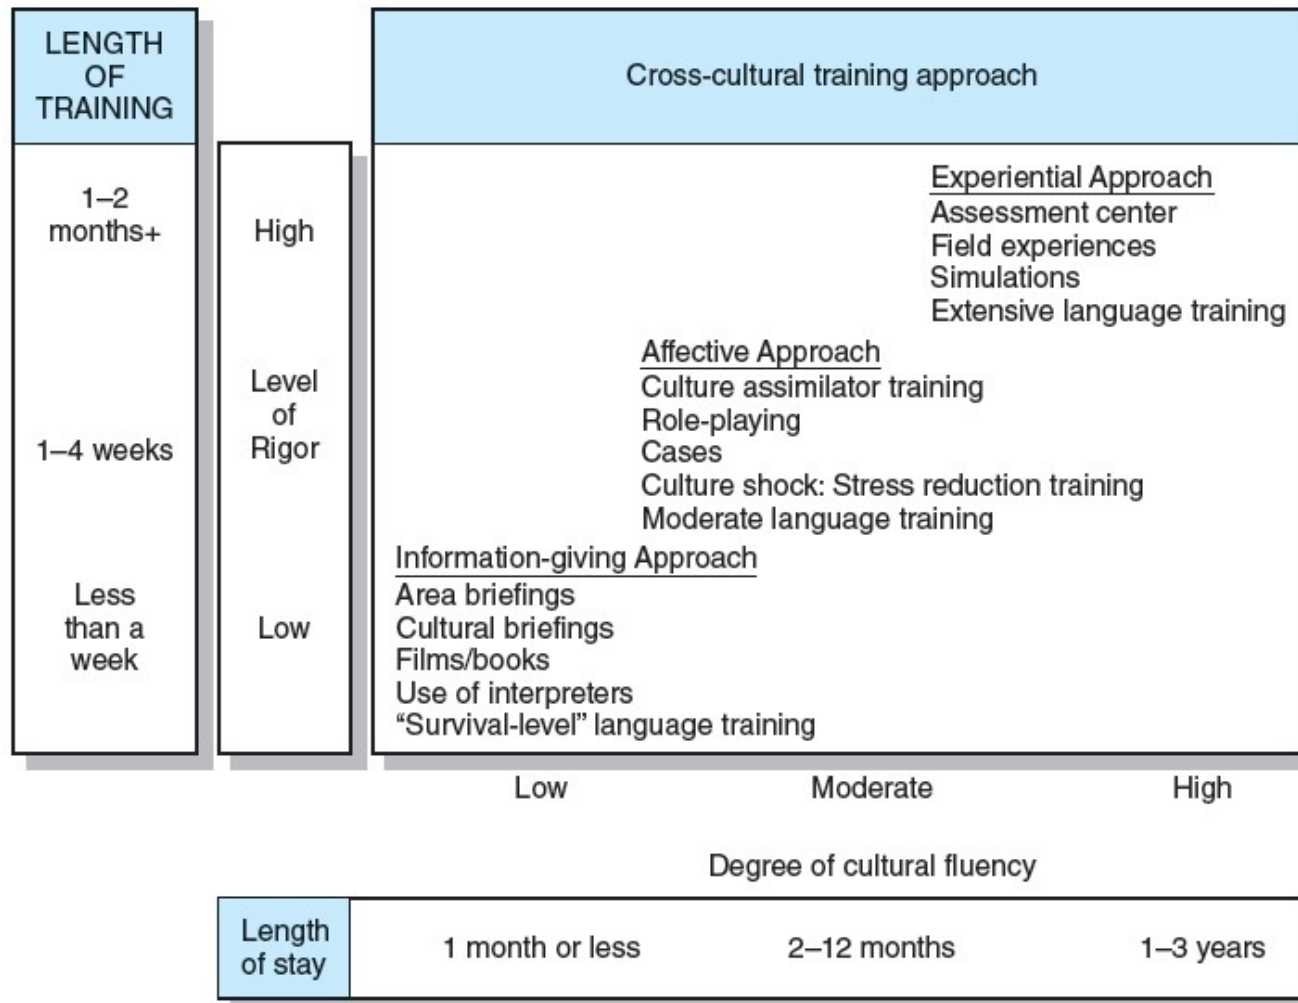 LENGTH
OF
TRAINING
Cross-cultural training approach
1–2
months+
High
Experiential Approach
Assessment center
Field experiences
Simulations
Extensive language training
1–4 weeks
Level
of
Rigor
Affective Approach
Culture assimilator training
Role-playing
Cases
Culture shock: Stress reduction training
Moderate language training
Less
than a
week
Low
Information-giving Approach
Area briefings
Cultural briefings
Films/books
Use of interpreters
“Survival-level” language training
Low
Moderate
High
Degree of cultural fluency
Length
of stay
1 month or less
2–12 months
1–3 years